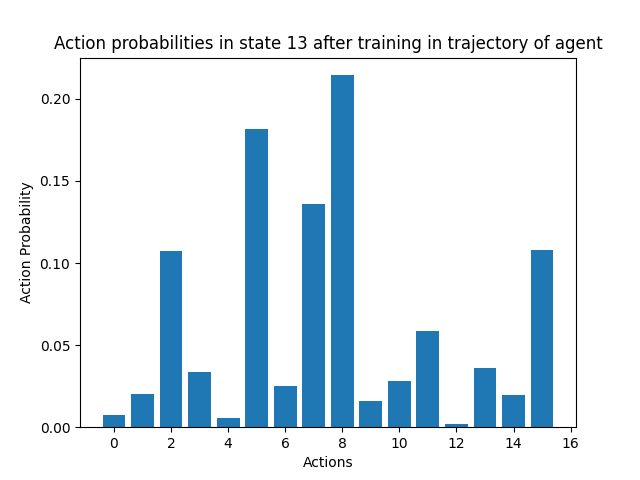 Action probabilities in state 13 after training in trajectory of agent
Action Probability
0.20
0.15
0.10
0.05
0.00
0 2 4 6 8 10 12 14 16
Actions